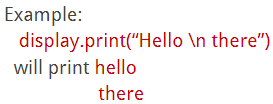 Example:
display.print(“Hello \n there”)
will print hello
there